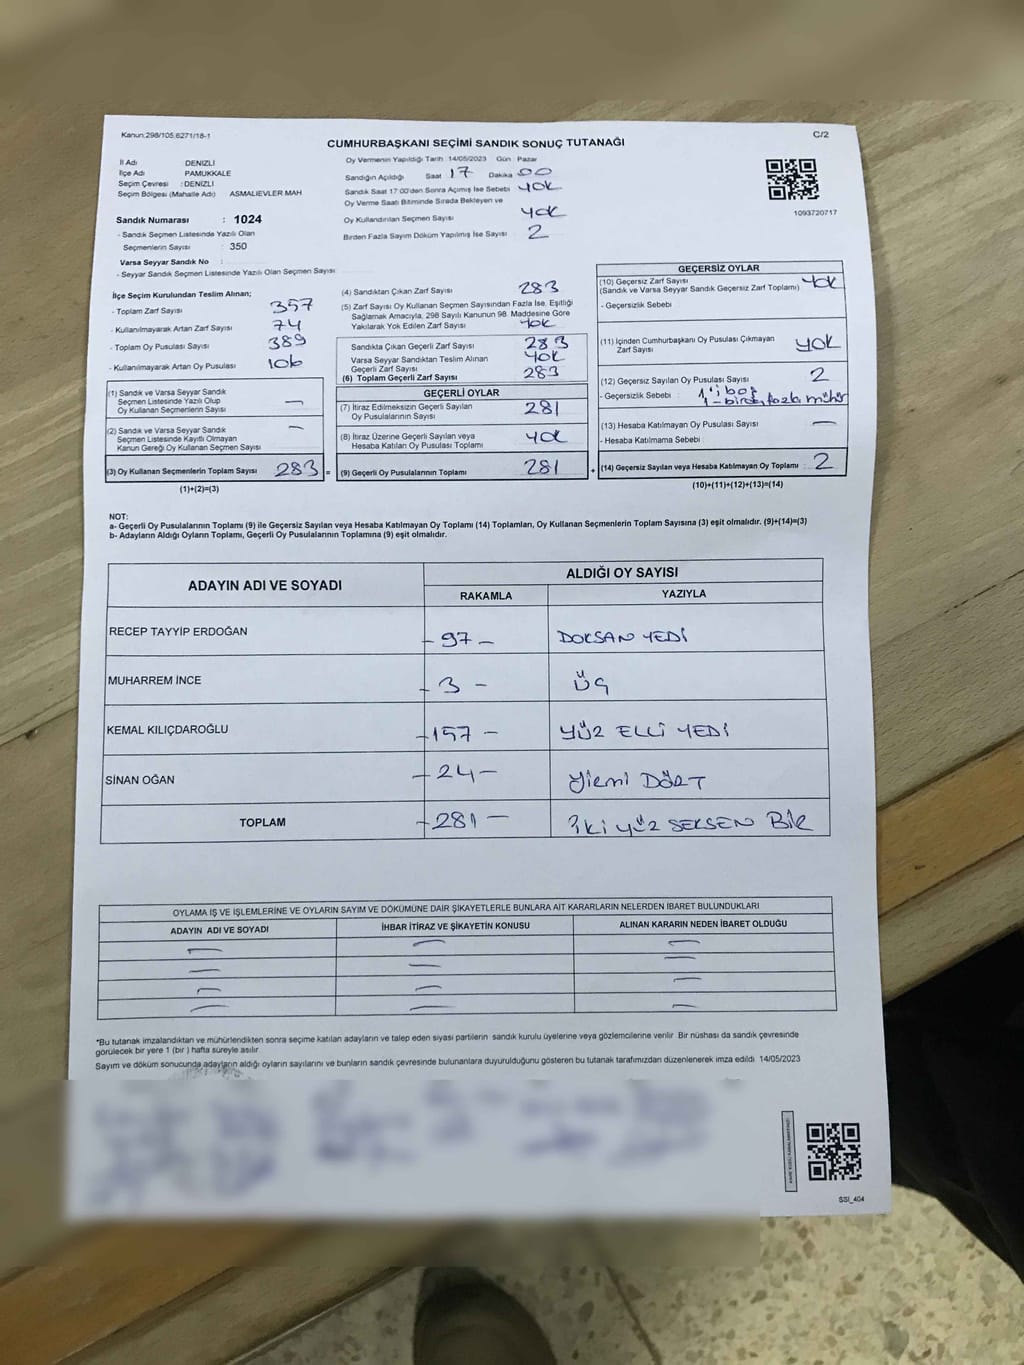 Kanun:298/105,6271/18-1
C/2
CUMHURBAŞKANI SEÇİMİ SANDIK SONUÇ TUTANAĞI
İl Adı DENİZLİ
İlçe Adı PAMUKKALE
Seçim Çevresi : DENİZLİ
Seçim Bölgesi (Mahalle Adı) ASMALIEVLER MAH.
Sandık Numarası : 1024
- Sandık Seçmen Listesinde Yazılı Olan
Seçmenlerin Sayısı : 350
Varsa Seyyar Sandık No :
- Seyyar Sandık Seçmen Listesinde Yazılı Olan Seçmen Sayısı
Oy Vermenin Yapıldığı Tarih 14/05/2023 Gün : Pazar
Sandığın Açıldığı Saat 17 Dakika 00
Sandık Saat 17:00'den Sonra Açımış İse Sebebi YOK
Oy Verme Saati Bitiminde Sırada Bekleyen ve
Oy Kullandırılan Seçmen Sayısı YOK
Birden Fazla Sayım Döküm Yapılmış İse Sayısı : 2
1093720717
İlçe Seçim Kurulundan Teslim Alınan;
- Toplam Zarf Sayısı : 357
- Kullanılmayarak Artan Zarf Sayısı : 74
- Toplam Oy Pusulası Sayısı : 389
- Kullanılmayarak Artan Oy Pusulası : 106
(1) Sandık ve Varsa Seyyar Sandık
Seçmen Listesinde Yazılı Olup
Oy Kullanan Seçmenlerin Sayısı : —
(2) Sandık ve Varsa Seyyar Sandık
Seçmen Listesinde Kayıtlı Olmayan
Kanun Gereği Oy Kullanan Seçmen Sayısı : —
(3) Oy Kullanan Seçmenlerin Toplam Sayısı : 283 =
(1)+(2)=(3)
(4) Sandıktan Çıkan Zarf Sayısı : 283
(5) Zarf Sayısı Oy Kullanan Seçmen Sayısından Fazla İse, Eşitliği
Sağlamak Amacıyla, 298 Sayılı Kanunun 98. Maddesine Göre
Yakılarak Yok Edilen Zarf Sayısı : YOK
Sandıkta Çıkan Geçerli Zarf Sayısı : 283
Varsa Seyyar Sandıktan Teslim Alınan
Geçerli Zarf Sayısı : YOK
(6) Toplam Geçerli Zarf Sayısı : 283
GEÇERLİ OYLAR
(7) İtiraz Edilmeksizin Geçerli Sayılan
Oy Pusulalarının Sayısı : 281
(8) İtiraz Üzerine Geçerli Sayılan veya
Hesaba Katılan Oy Pusulası Toplamı : YOK
(9) Geçerli Oy Pusulalarının Toplamı : 281 +
GEÇERSİZ OYLAR
(10) Geçersiz Zarf Sayısı
(Sandık ve Varsa Seyyar Sandık Geçersiz Zarf Toplamı) YOK
- Geçersizlik Sebebi :
(11) İçinden Cumhurbaşkanı Oy Pusulası Çıkmayan
Zarf Sayısı : YOK
(12) Geçersiz Sayılan Oy Pusulası Sayısı : 2
- Geçersizlik Sebebi : 1'i boş
1-birden fazla mühür
(13) Hesaba Katılmayan Oy Pusulası Sayısı : —
- Hesaba Katılmama Sebebi :
(14) Geçersiz Sayılan veya Hesaba Katılmayan Oy Toplamı : 2
(10)+(11)+(12)+(13)=(14)
NOT:
a- Geçerli Oy Pusulalarının Toplamı (9) ile Geçersiz Sayılan veya Hesaba Katılmayan Oy Toplamı (14) Toplamları, Oy Kullanan Seçmenlerin Toplam Sayısına (3) eşit olmalıdır. (9)+(14)=(3)
b- Adayların Aldığı Oyların Toplamı, Geçerli Oy Pusulalarının Toplamına (9) eşit olmalıdır.
ADAYIN ADI VE SOYADI ALDIĞI OY SAYISI
RAKAMLA YAZIYLA
RECEP TAYYİP ERDOĞAN - 97 - DOKSAN YEDİ
MUHARREM İNCE - 3 - ÜÇ
KEMAL KILIÇDAROĞLU - 157 - YÜZ ELLİ YEDİ
SİNAN OĞAN - 24 - Yirmi DÖRT
TOPLAM - 281 - İki YÜZ SEKSEN BİR
OYLAMA İŞ VE İŞLEMLERİNE VE OYLARIN SAYIM VE DÖKÜMÜNE DAİR ŞİKAYETLERLE BUNLARA AİT KARARLARIN NELERDEN İBARET BULUNDUKLARI
ADAYIN ADI VE SOYADI İHBAR İTİRAZ VE ŞİKAYETİN KONUSU ALINAN KARARIN NEDEN İBARET OLDUĞU
— — —
— — —
— — —
— — —
*Bu tutanak imzalandıktan ve mühürlendikten sonra seçime katılan adayların ve talep eden siyasi partilerin sandık kurulu üyelerine veya gözlemcilerine verilir. Bir nüshası da sandık çevresinde
görülecek bir yere 1 (bir ) hafta süreyle asılır.
Sayım ve döküm sonucunda adayların aldığı oyların sayılarını ve bunların sandık çevresinde bulunanlara duyurulduğunu gösteren bu tutanak tarafımızdan düzenlenerek imza edildi. 14/05/2023
SSI_404